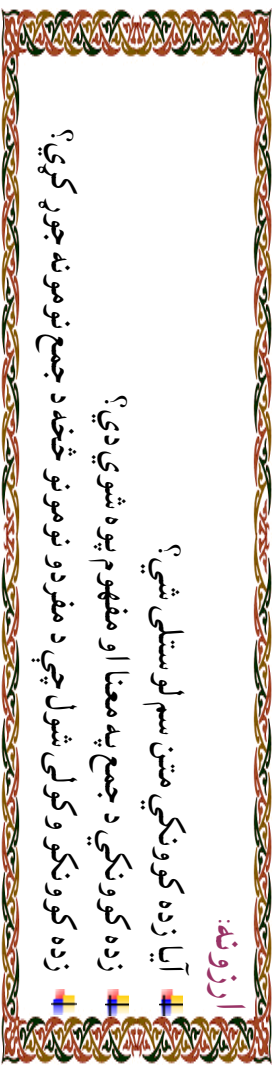 ارزونه:
آیا زده کوونکي متن سم لوستلی شي؟
زده کوونکي د جمع په معنا او مفهوم پوه شوي دي؟
زده کوونکو وکولی شول چې د مفردو نومونو څخه د جمع نومونه جوړ کړي؟